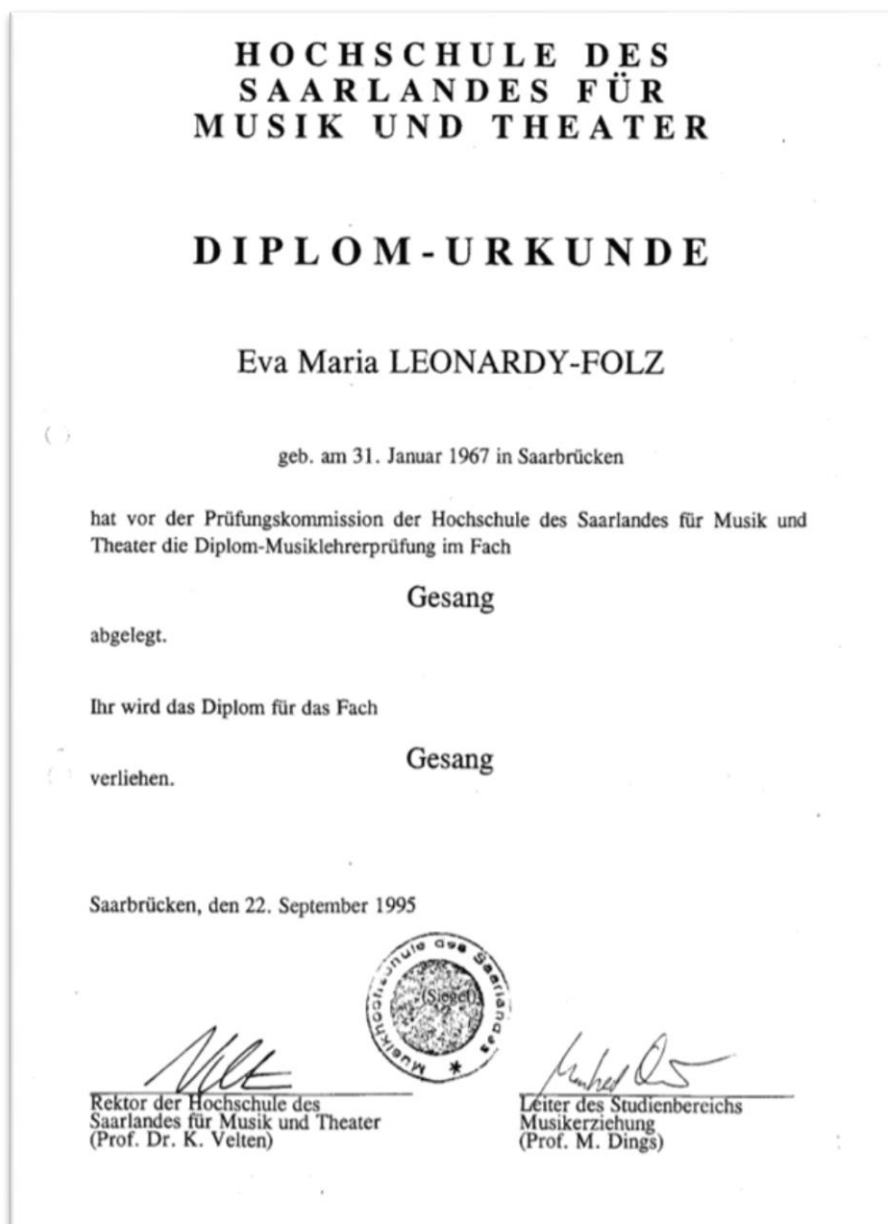 HOCHSCHULE DES
SAARLANDES FÜR
MUSIK UND THEATER
DIPLOM-URKUNDE
Eva Maria LEONARDY-FOLZ
geb. am 31. Januar 1967 in Saarbrücken
hat vor der Prüfungskommission der Hochschule des Saarlandes für Musik und
Theater die Diplom-Musiklehrerprüfung im Fach
Gesang
abgelegt.
Ihr wird das Diplom für das Fach
Gesang
verliehen.
Saarbrücken, den 22. September 1995
Musikhochschule des Saarlandes
(Siegel)
Rektor der Hochschule des
Saarlandes für Musik und Theater
(Prof. Dr. K. Velten)
Leiter des Studienbereichs
Musikerziehung
(Prof. M. Dings)